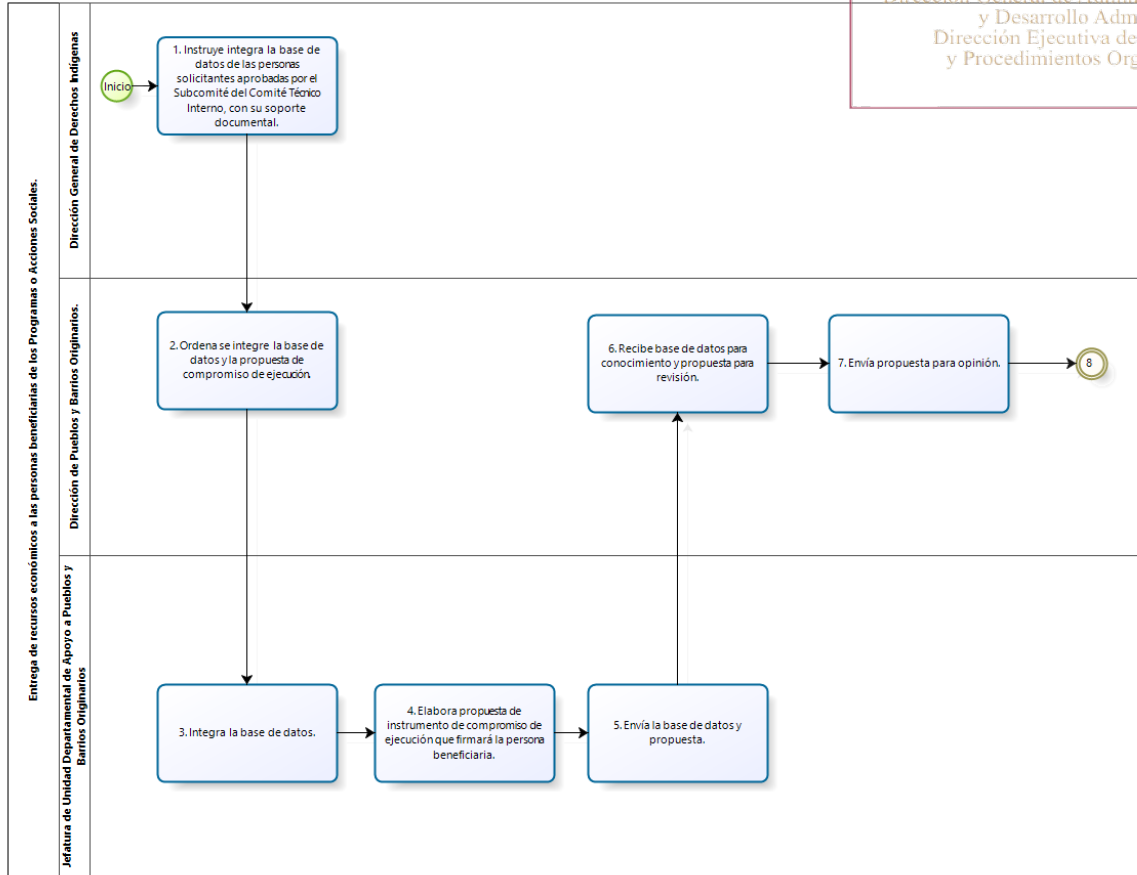 Dirección General de
y Desarrollo Adm
Dirección Ejecutiva de
y Procedimientos Org
Entrega de recursos económicos a las personas beneficiarias de los Programas o Acciones Sociales.
Dirección General de Derechos Indígenas
Inicio
1. Instruye integra la base de
datos de las personas
solicitantes aprobadas por el
Subcomité del Comité Técnico
Interno, con su soporte
documental.
Dirección de Pueblos y Barrios Originarios.
2. Ordena se integre la base de
datos y la propuesta de
compromiso de ejecución.
6. Recibe base de datos para
conocimiento y propuesta para
revisión.
7. Envía propuesta para opinión.
8
Jefatura de Unidad Departamental de Apoyo a Pueblos y
Barrios Originarios
3. Integra la base de datos.
4. Elabora propuesta de
instrumento de compromiso de
ejecución que firmará la persona
beneficiaria.
5. Envía la base de datos y
propuesta.